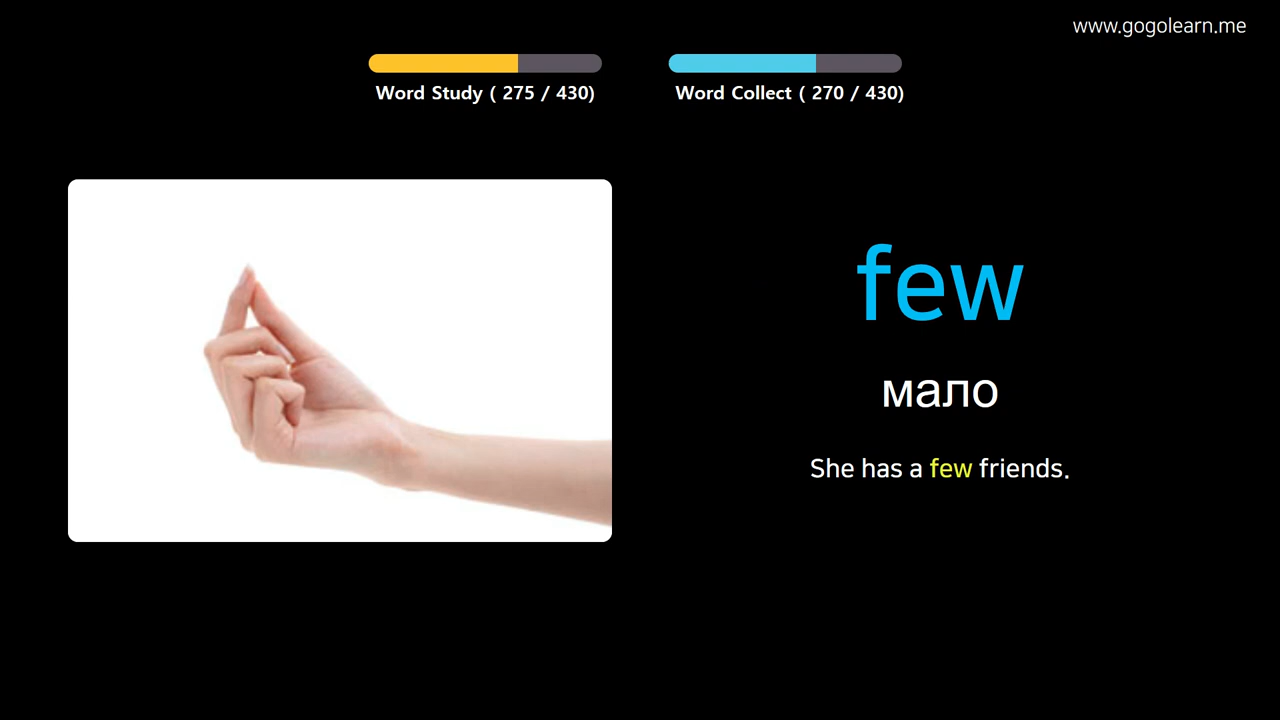 www.gogolearn.me
Word Study ( 275 / 430)
Word Collect ( 270 / 430)
few
мало
She has a few friends.